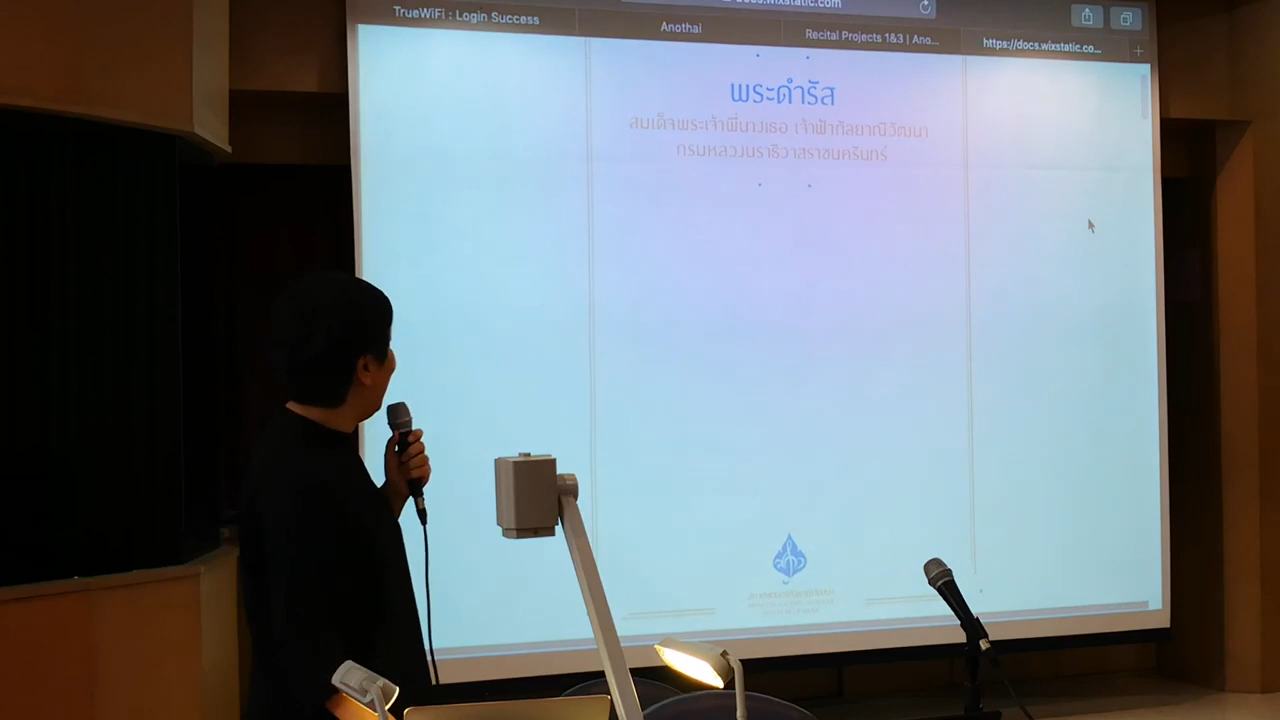 docs.wixstatic.com
TrueWiFi : Login Success
Anothai
Recital Projects 1&3 | Ano...
https://docs.wixstatic.co...
พระดำรัส
สมเด็จพระเจ้าพี่นางเธอ เจ้าฟ้ากัลยาณิวัฒนา
กรมหลวงนราธิวาสราชนครินทร์